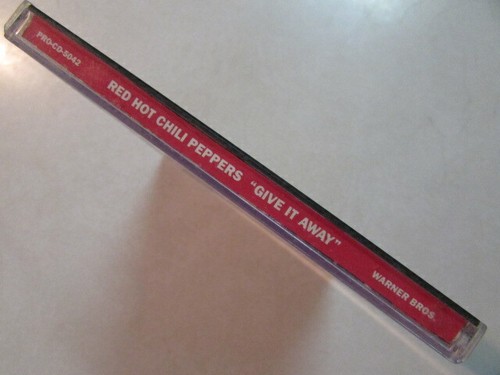 PRO-CD-5042 RED HOT CHILI PEPPERS "GIVE IT AWAY" WARNER BROS.